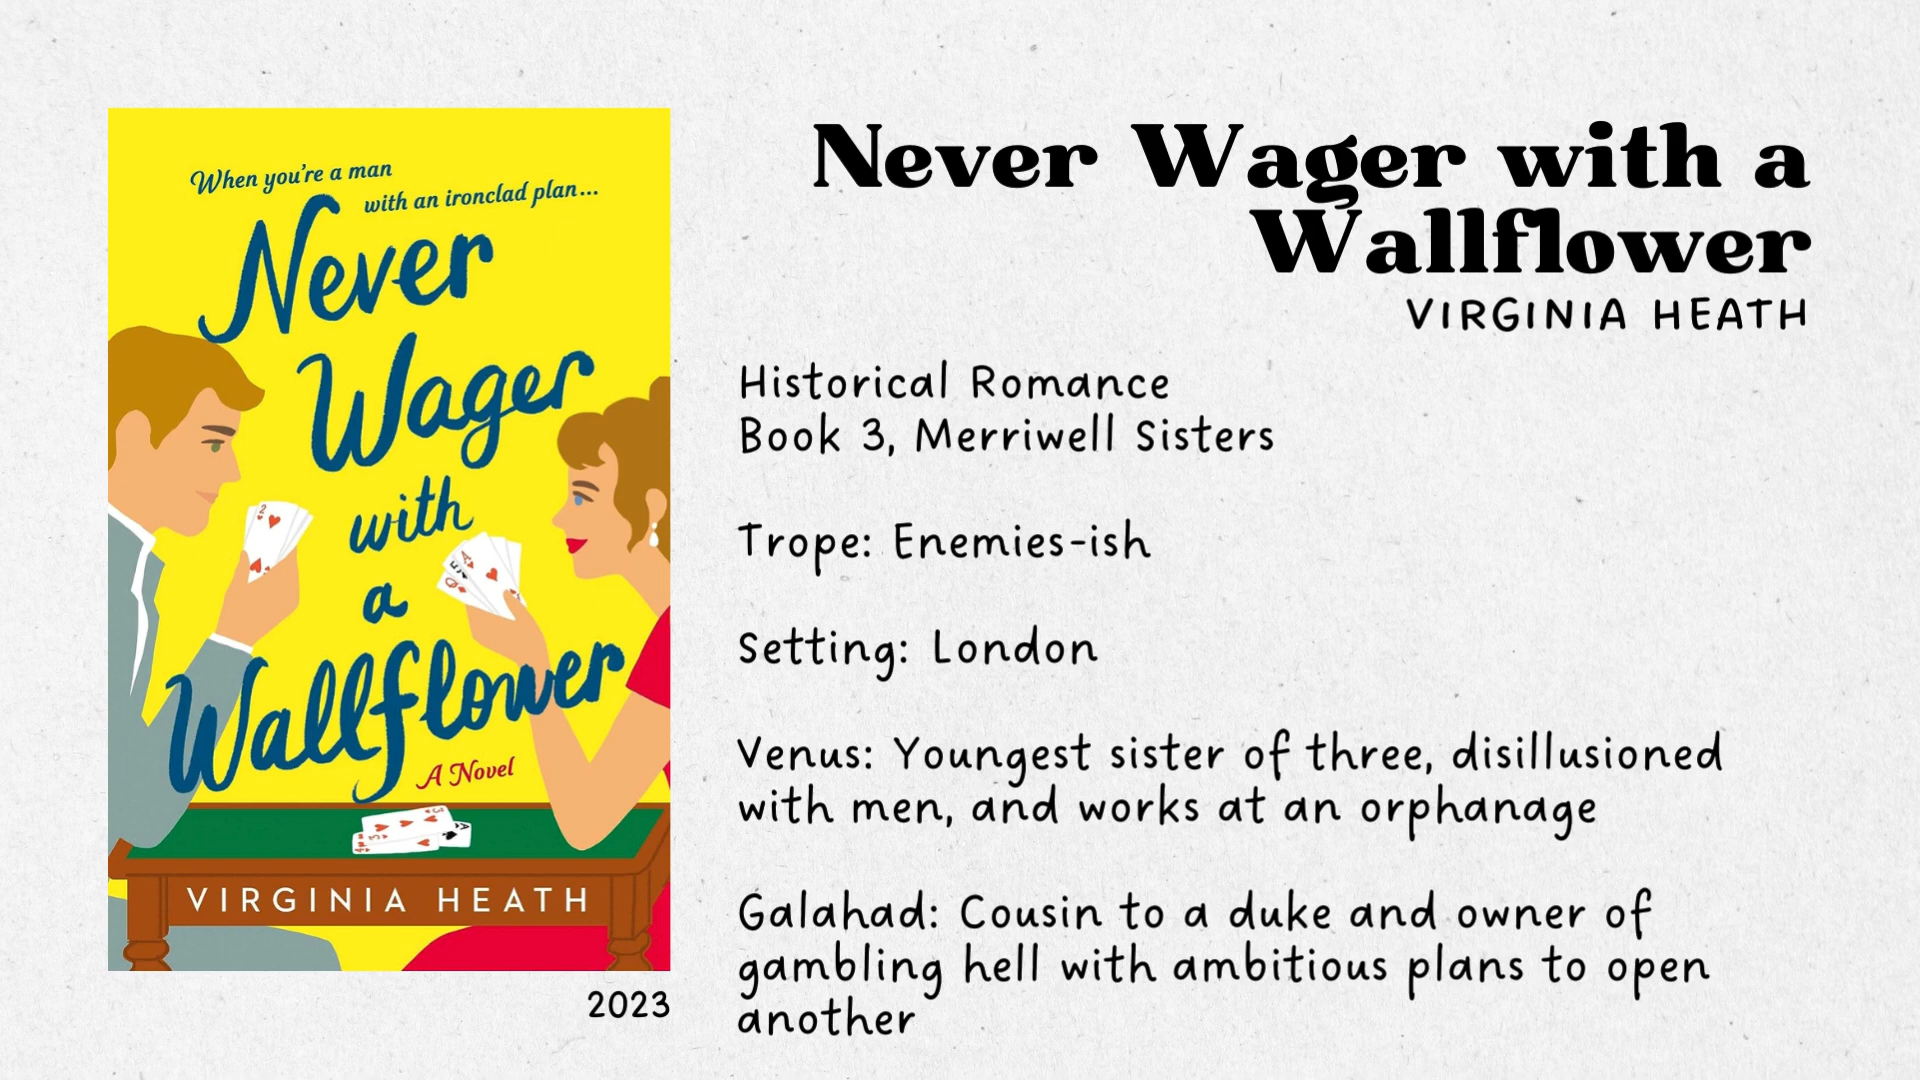 When you're a man
with an ironclad plan...
Never
Wager
with
a
Wallflower
A Novel
VIRGINIA HEATH
2023
Never Wager with a
Wallflower
VIRGINIA HEATH
Historical Romance
Book 3, Merriwell Sisters
Trope: Enemies-ish
Setting: London
Venus: Youngest sister of three, disillusioned
with men, and works at an orphanage
Galahad: Cousin to a duke and owner of
gambling hell with ambitious plans to open
another